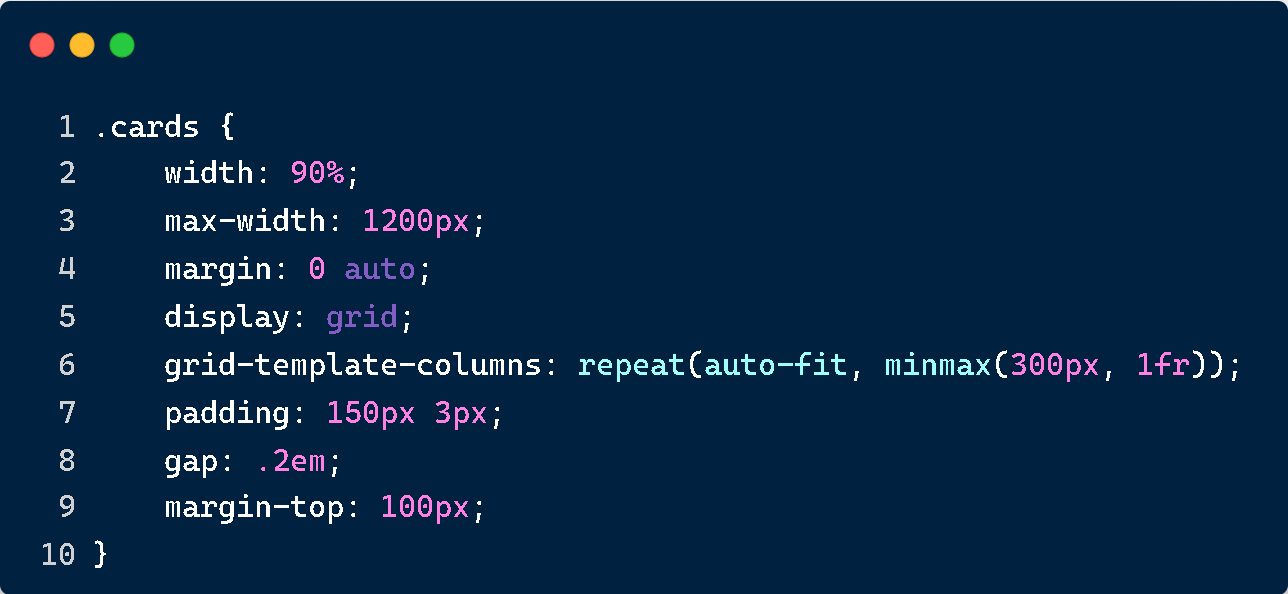 1 .cards {
2     width: 90%;
3     max-width: 1200px;
4     margin: 0 auto;
5     display: grid;
6     grid-template-columns: repeat(auto-fit, minmax(300px, 1fr));
7     padding: 150px 3px;
8     gap: .2em;
9     margin-top: 100px;
10 }